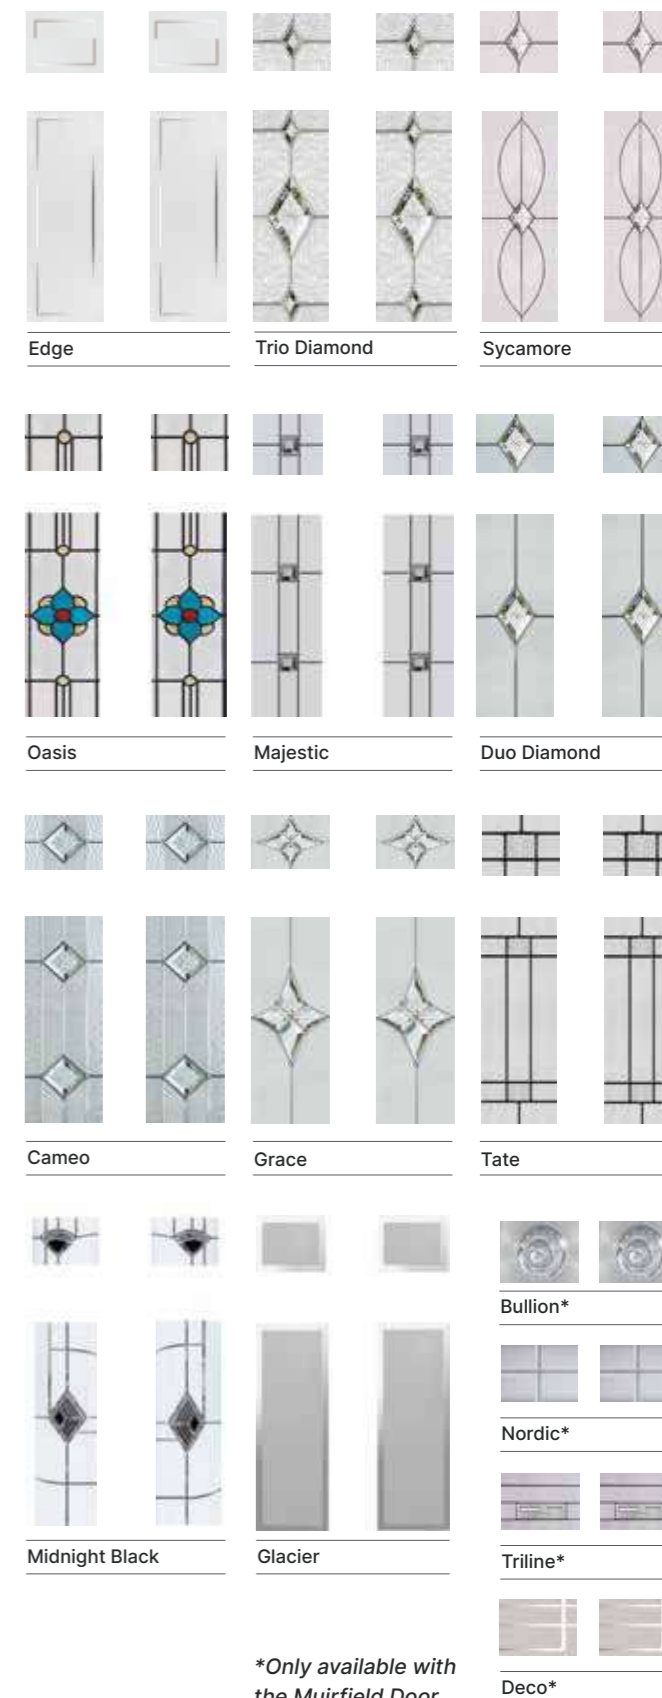 Edge
Trio Diamond
Sycamore
Oasis
Majestic
Duo Diamond
Cameo
Grace
Tate
Bullion*
Nordic*
Midnight Black
Glacier
Triline*
*Only available with
the Muirfield Door
Deco*